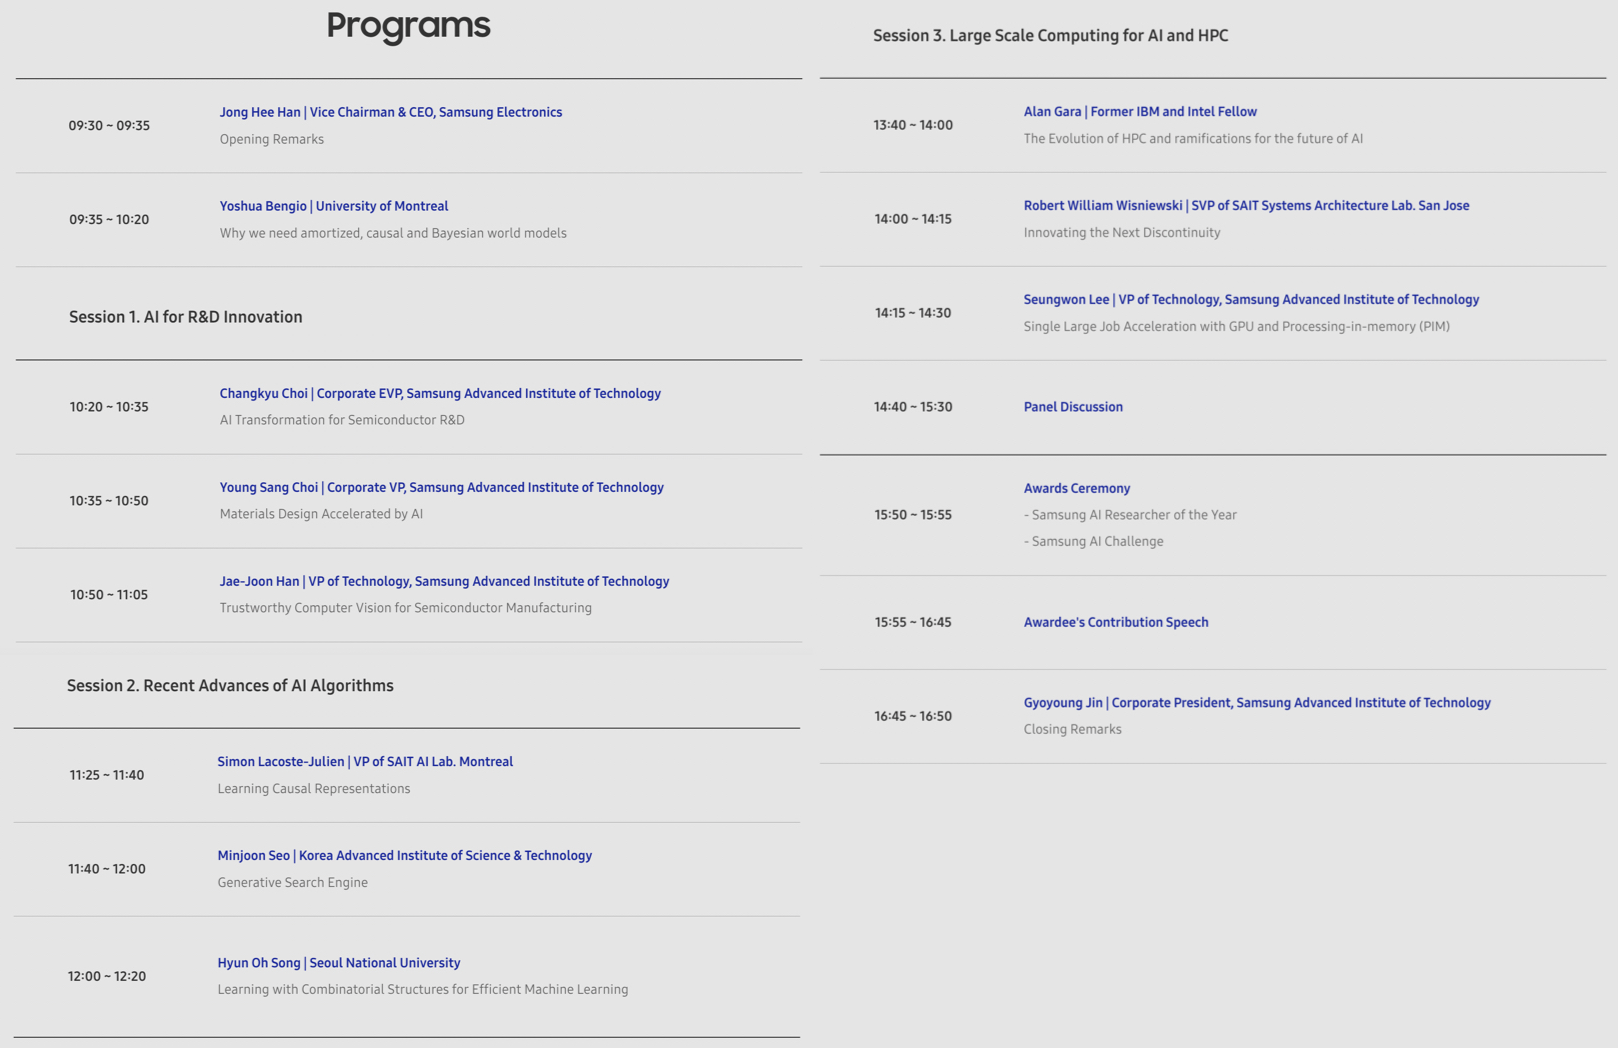 Programs
09:30 ~ 09:35
Jong Hee Han | Vice Chairman & CEO, Samsung Electronics
Opening Remarks
09:35 ~ 10:20
Yoshua Bengio | University of Montreal
Why we need amortized, causal and Bayesian world models
Session 1. AI for R&D Innovation
10:20 ~ 10:35
Changkyu Choi | Corporate EVP, Samsung Advanced Institute of Technology
AI Transformation for Semiconductor R&D
10:35 ~ 10:50
Young Sang Choi | Corporate VP, Samsung Advanced Institute of Technology
Materials Design Accelerated by AI
10:50 ~ 11:05
Jae-Joon Han | VP of Technology, Samsung Advanced Institute of Technology
Trustworthy Computer Vision for Semiconductor Manufacturing
Session 2. Recent Advances of AI Algorithms
11:25 ~ 11:40
Simon Lacoste-Julien | VP of SAIT AI Lab. Montreal
Learning Causal Representations
11:40 ~ 12:00
Minjoon Seo | Korea Advanced Institute of Science & Technology
Generative Search Engine
12:00 ~ 12:20
Hyun Oh Song | Seoul National University
Learning with Combinatorial Structures for Efficient Machine Learning
Session 3. Large Scale Computing for AI and HPC
13:40 ~ 14:00
Alan Gara | Former IBM and Intel Fellow
The Evolution of HPC and ramifications for the future of AI
14:00 ~ 14:15
Robert William Wisniewski | SVP of SAIT Systems Architecture Lab. San Jose
Innovating the Next Discontinuity
14:15 ~ 14:30
Seungwon Lee | VP of Technology, Samsung Advanced Institute of Technology
Single Large Job Acceleration with GPU and Processing-in-memory (PIM)
14:40 ~ 15:30
Panel Discussion
15:50 ~ 15:55
Awards Ceremony
- Samsung AI Researcher of the Year
- Samsung AI Challenge
15:55 ~ 16:45
Awardee's Contribution Speech
16:45 ~ 16:50
Gyoyoung Jin | Corporate President, Samsung Advanced Institute of Technology
Closing Remarks